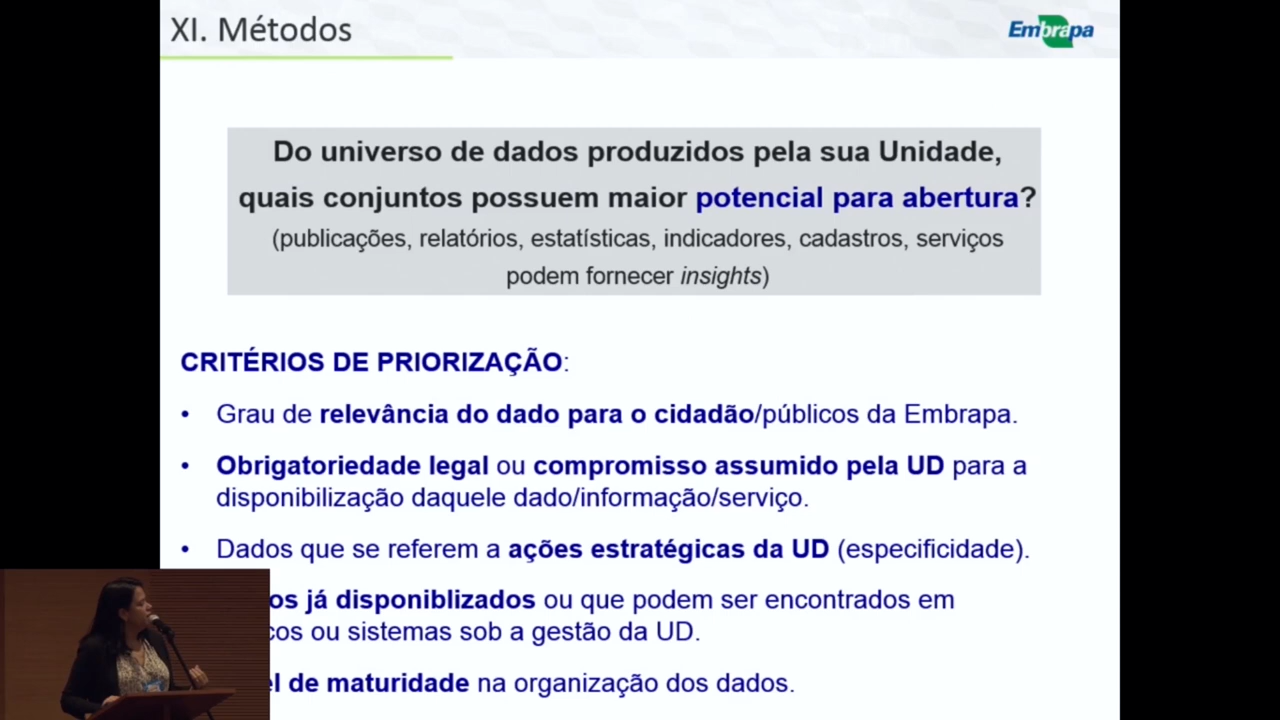 XI. Métodos
Embrapa
Do universo de dados produzidos pela sua Unidade,
quais conjuntos possuem maior potencial para abertura?
(publicações, relatórios, estatísticas, indicadores, cadastros, serviços
podem fornecer insights)
CRITÉRIOS DE PRIORIZAÇÃO:
• Grau de relevância do dado para o cidadão/públicos da Embrapa.
• Obrigatoriedade legal ou compromisso assumido pela UD para a
disponibilização daquele dado/informação/serviço.
• Dados que se referem a ações estratégicas da UD (especificidade).
já disponiblizados ou que podem ser encontrados em
ou sistemas sob a gestão da UD.
de maturidade na organização dos dados.